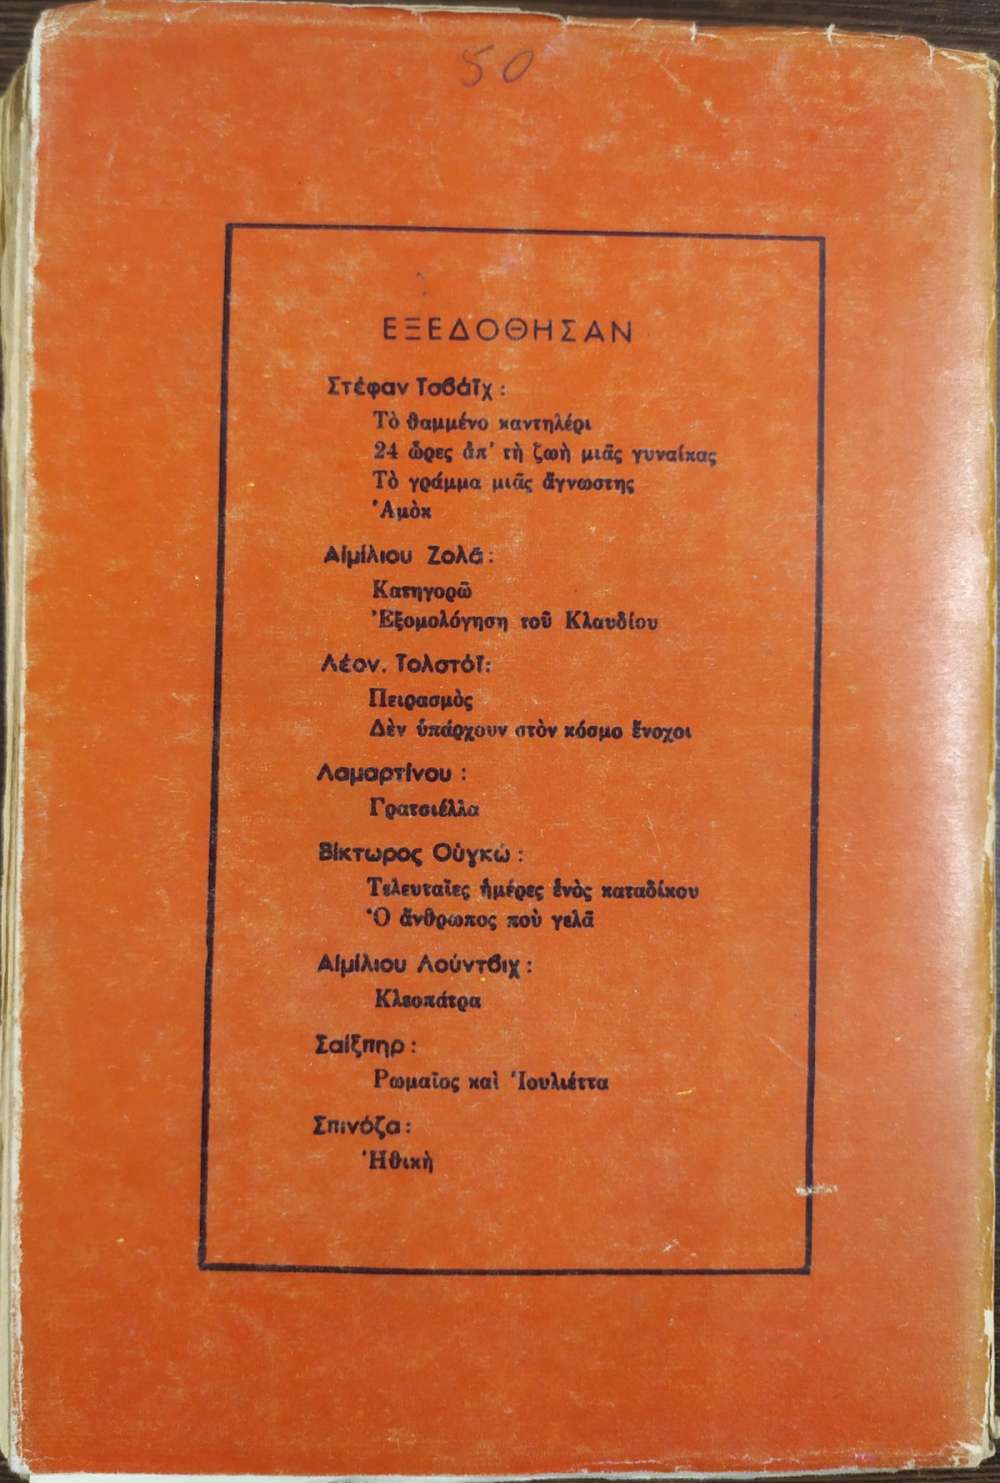 50
ΕΞΕΔΟΘΗΣΑΝ
Στέφαν Τσβάϊχ:
Τὸ θαμμένο καντηλέρι
24 ὧρες ἀπ' τὴ ζωὴ μιᾶς γυναίκας
Τὸ γράμμα μιᾶς ἄγνωστης
Ἀμὸκ
Αἰμίλιου Ζολᾶ:
Κατηγορῶ
Ἐξομολόγηση τοῦ Κλαυδίου
Λέον. Τολστόϊ:
Πειρασμὸς
Δὲν ὑπάρχουν στὸν κόσμο ἔνοχοι
Λαμαρτίνου:
Γρατσιέλλα
Βίκτωρος Οὑγκώ:
Τελευταῖες ἡμέρες ἑνὸς καταδίκου
Ὁ ἄνθρωπος ποὺ γελᾶ
Αἰμίλιου Λούντβιχ:
Κλεοπάτρα
Σαίξπηρ:
Ρωμαῖος καὶ Ἰουλιέττα
Σπινόζα:
Ἠθικὴ